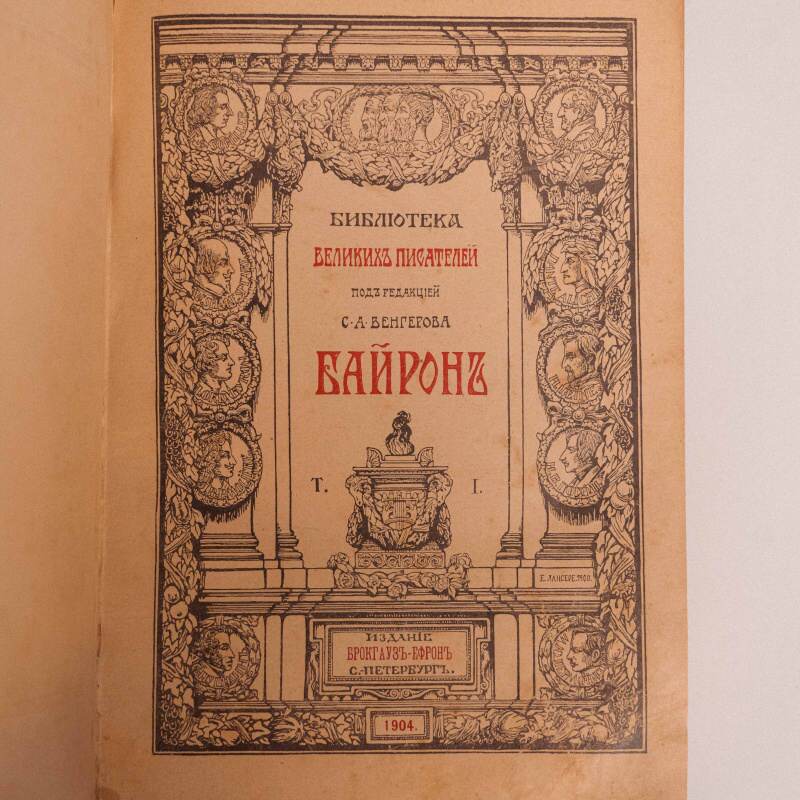 БИБЛІОТЕКА
ВЕЛИКИХЪ ПИСАТЕЛЕЙ
ПОДЪ РЕДАКЦІЕЙ
С·А·ВЕНГЕРОВА
БАЙРОНЪ
Т. I.
Е. ЛАНСЕРЕ.
ИЗДАНІЕ
БРОКГАУЗЪ-ЕФРОНЪ
С.-ПЕТЕРБУРГЪ.
1904.